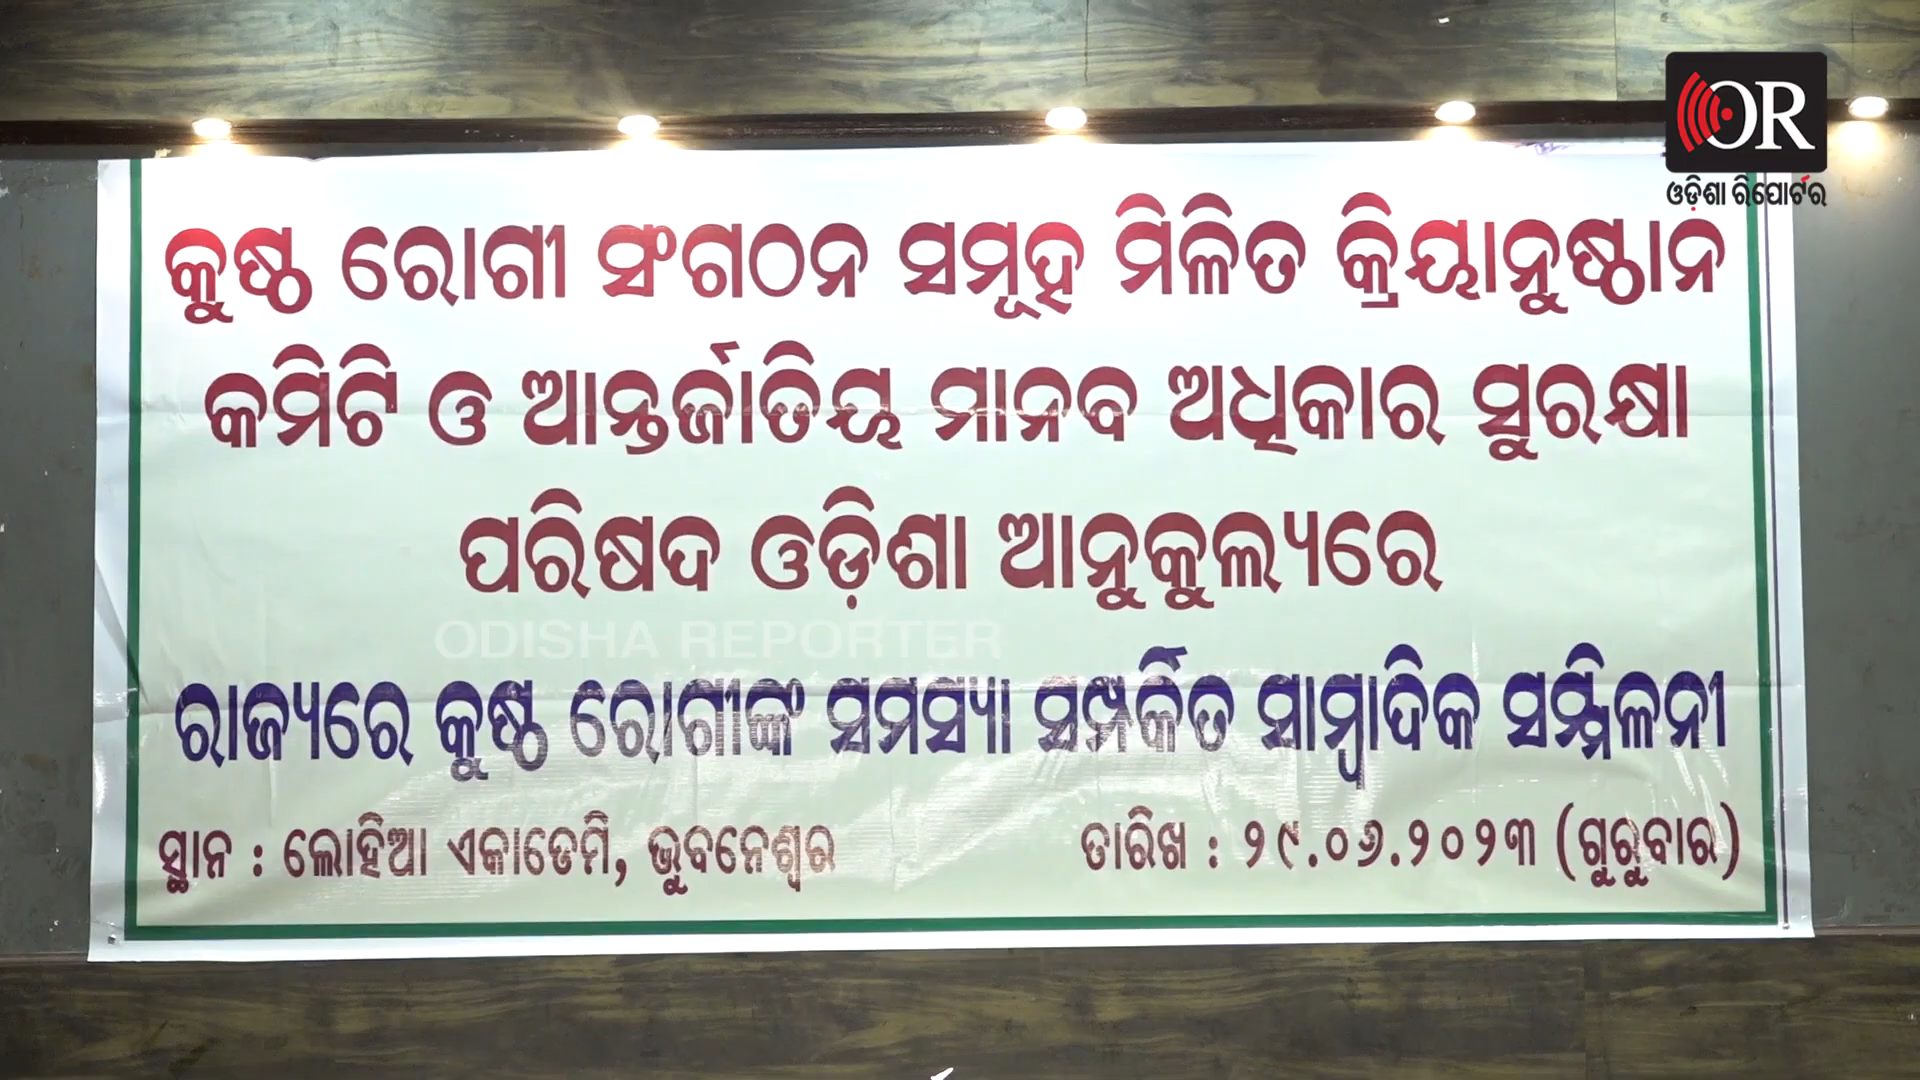 OR
ଓଡ଼ିଶା ରିପୋର୍ଟର
କୁଷ୍ଠ ରୋଗୀ ସଂଗଠନ ସମୂହ ମିଳିତ କ୍ରିୟାନୁଷ୍ଠାନ
କମିଟି ଓ ଆନ୍ତର୍ଜାତିୟ ମାନବ ଅଧିକାର ସୁରକ୍ଷା
ପରିଷଦ ଓଡ଼ିଶା ଆନୁକୁଲ୍ୟରେ
ODISHA REPORTER
ରାଜ୍ୟରେ କୁଷ୍ଠ ରୋଗୀଙ୍କ ସମସ୍ୟା ସମ୍ପର୍କିତ ସାମ୍ବାଦିକ ସମ୍ମିଳନୀ
ସ୍ଥାନ : ଲୋହିଆ ଏକାଡେମି, ଭୁବନେଶ୍ୱର
ତାରିଖ : ୨୯.୦୬.୨୦୨୩ (ଗୁରୁବାର)